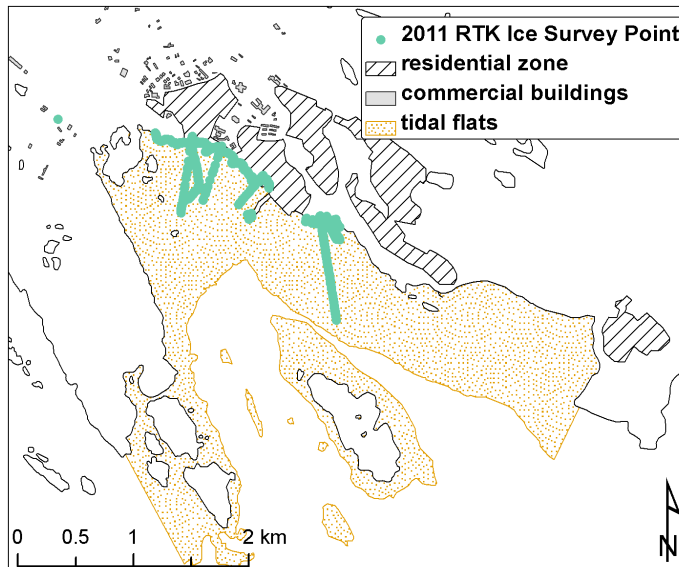 2011 RTK Ice Survey Point
residential zone
commercial buildings
tidal flats
0 0.5 1 2 km
N